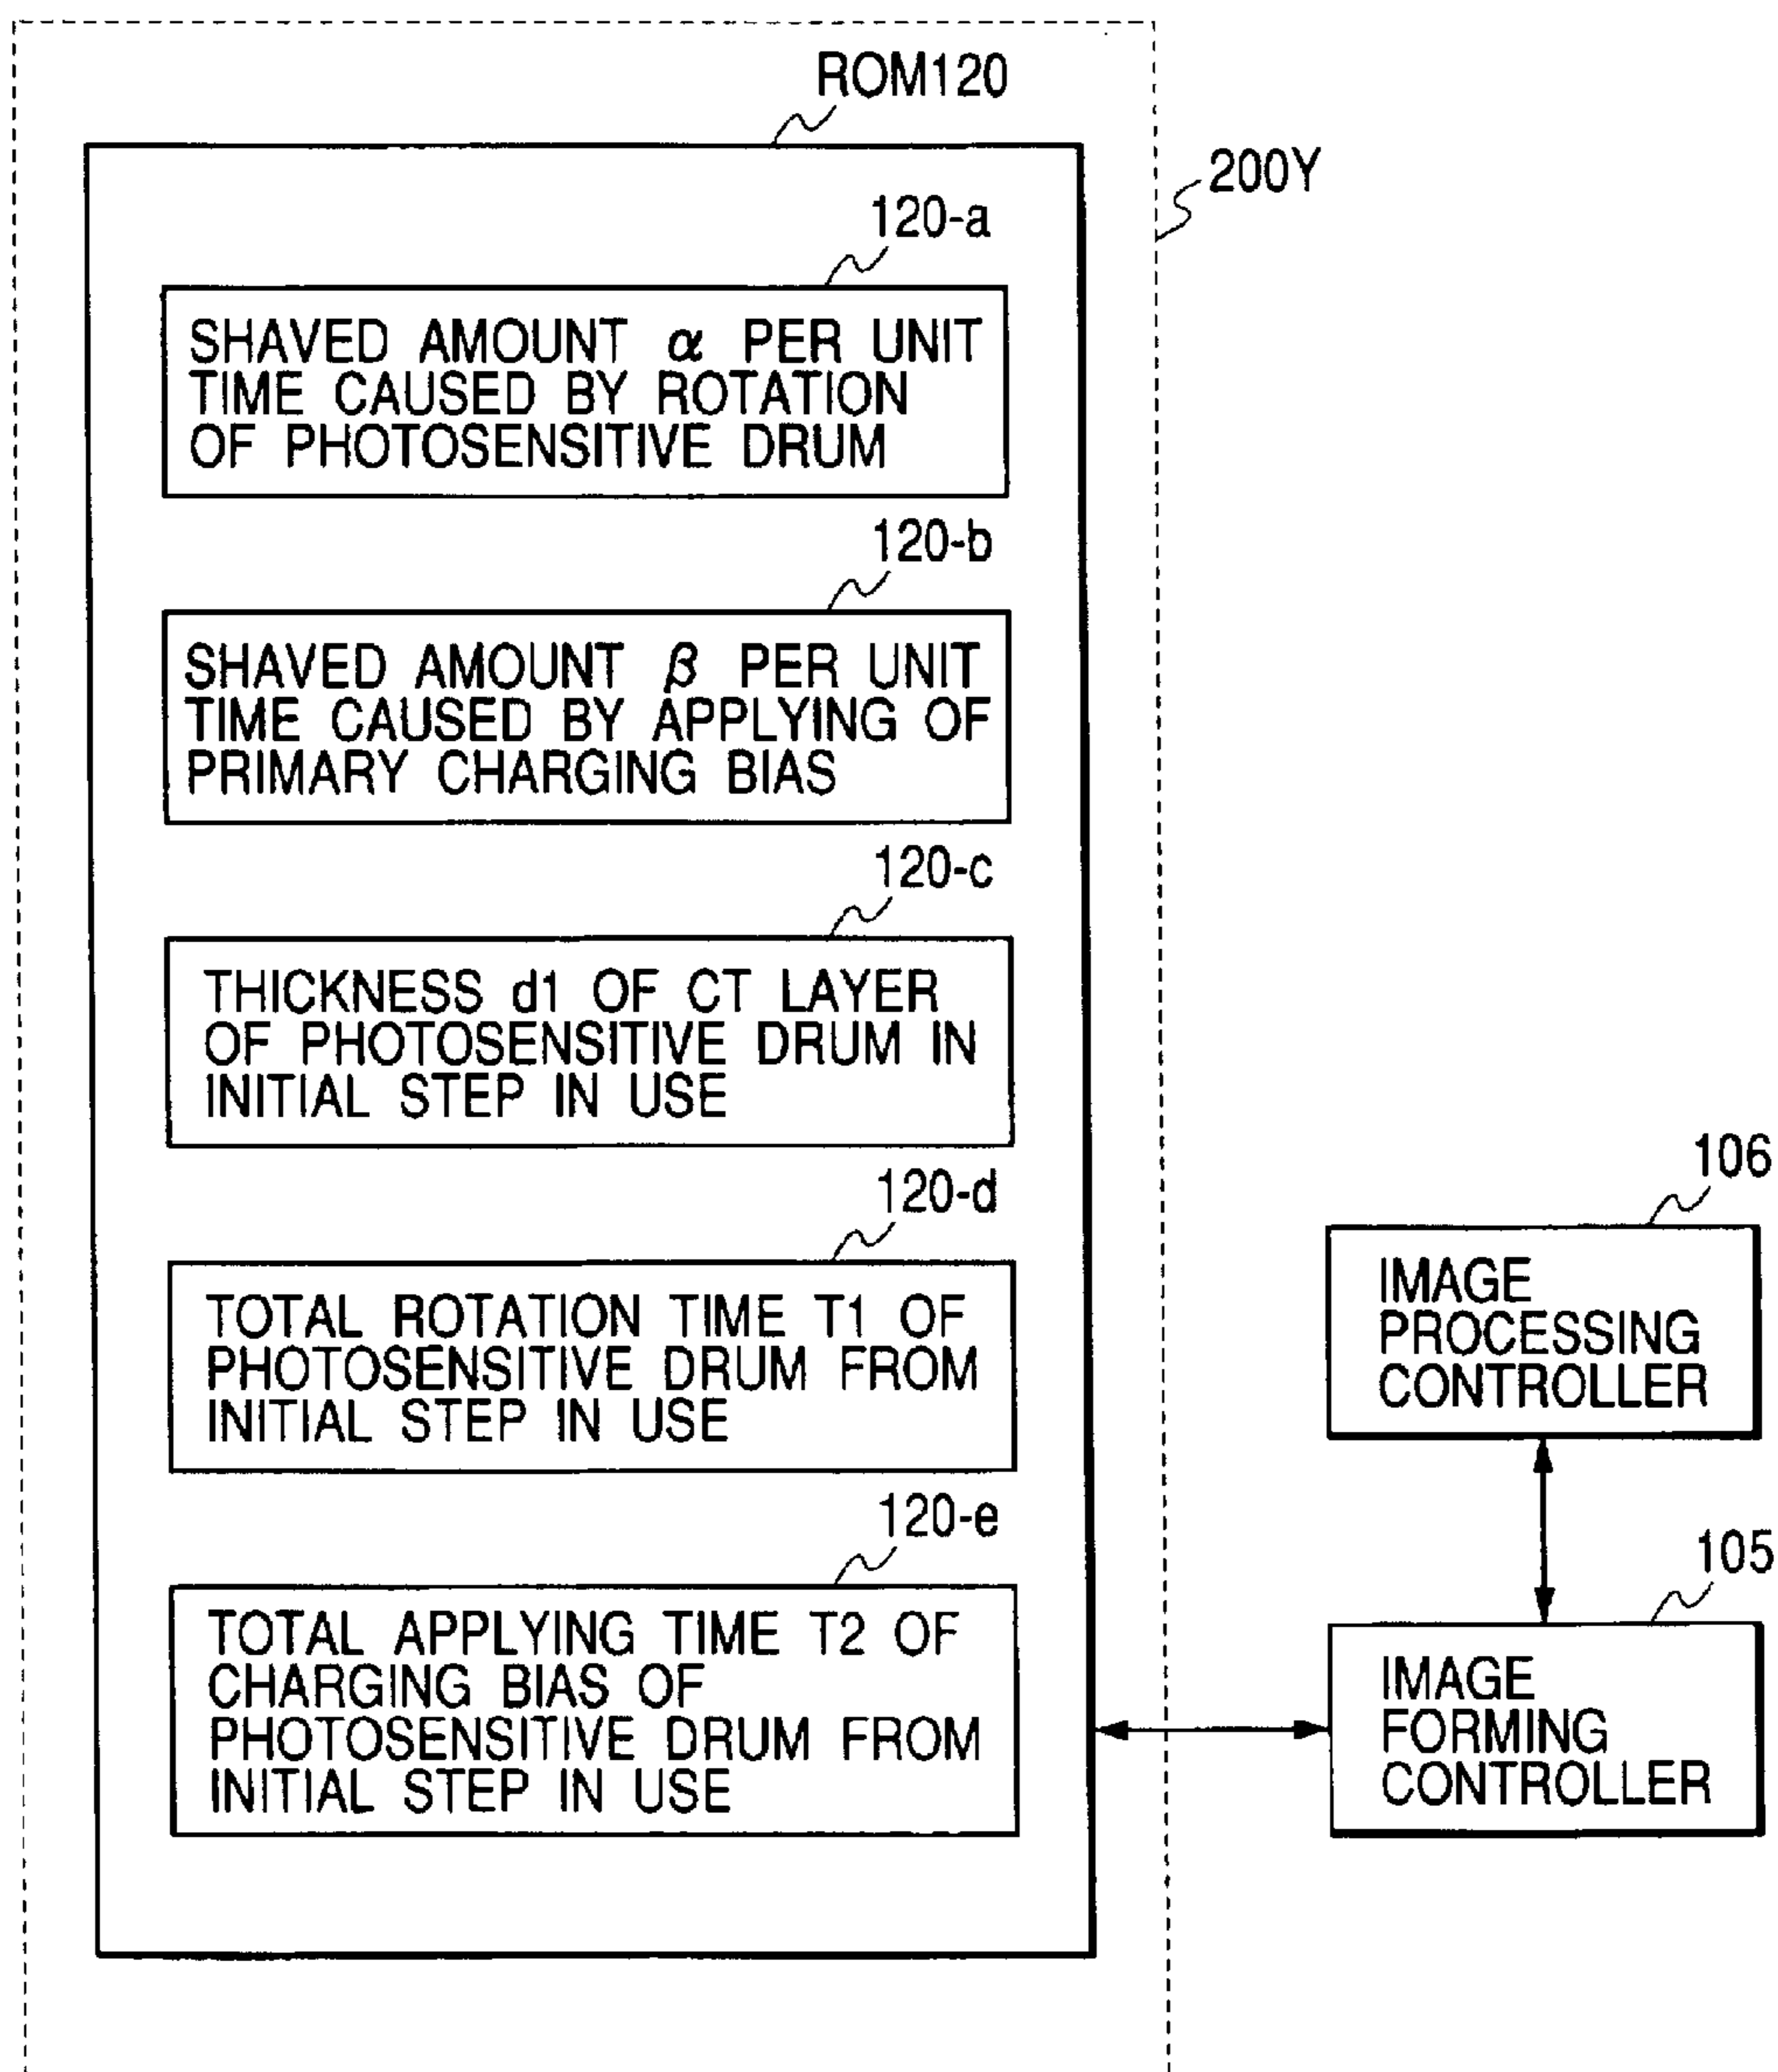 ROM120
200Y
120-a
SHAVED AMOUNT α PER UNIT
TIME CAUSED BY ROTATION
OF PHOTOSENSITIVE DRUM
120-b
SHAVED AMOUNT β PER UNIT
TIME CAUSED BY APPLYING OF
PRIMARY CHARGING BIAS
120-c
THICKNESS d1 OF CT LAYER
OF PHOTOSENSITIVE DRUM IN
INITIAL STEP IN USE
120-d
TOTAL ROTATION TIME T1 OF
PHOTOSENSITIVE DRUM FROM
INITIAL STEP IN USE
120-e
TOTAL APPLYING TIME T2 OF
CHARGING BIAS OF
PHOTOSENSITIVE DRUM FROM
INITIAL STEP IN USE
106
IMAGE
PROCESSING
CONTROLLER
105
IMAGE
FORMING
CONTROLLER